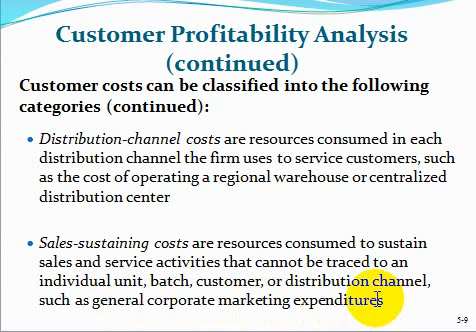 Customer Profitability Analysis
(continued)
Customer costs can be classified into the following
categories (continued):
• Distribution-channel costs are resources consumed in each
distribution channel the firm uses to service customers, such
as the cost of operating a regional warehouse or centralized
distribution center
• Sales-sustaining costs are resources consumed to sustain
sales and service activities that cannot be traced to an
individual unit, batch, customer, or distribution channel,
such as general corporate marketing expenditures
5-9